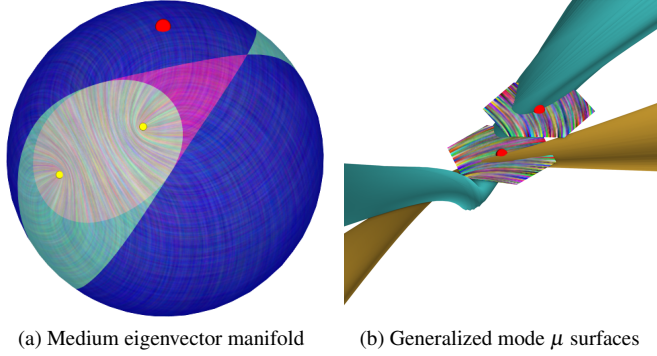 (a) Medium eigenvector manifold
(b) Generalized mode μ surfaces